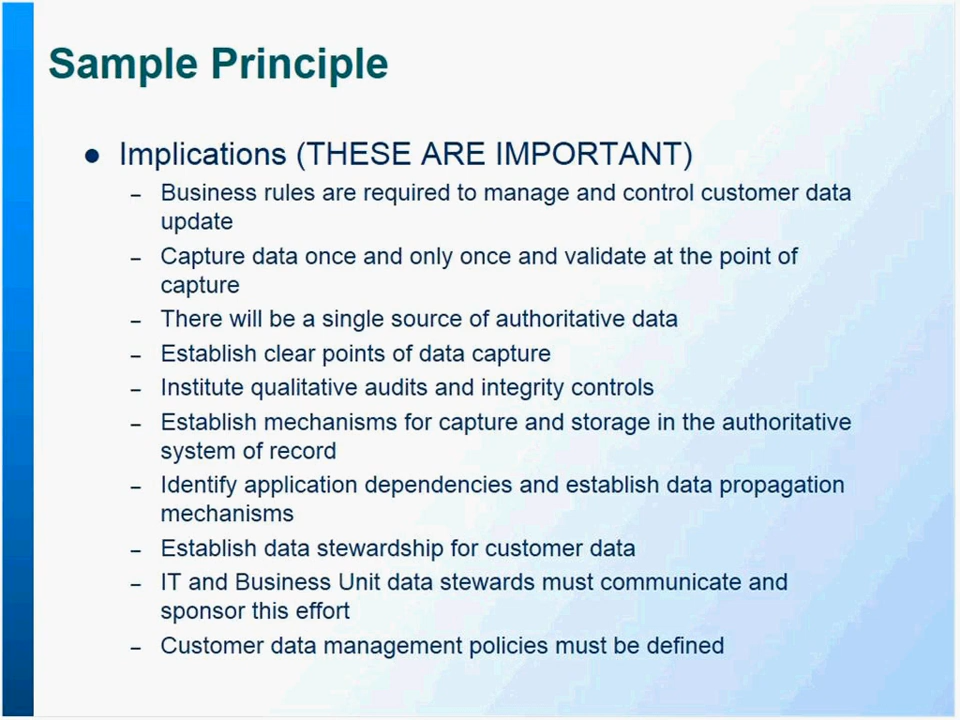 Sample Principle
● Implications (THESE ARE IMPORTANT)
– Business rules are required to manage and control customer data
update
– Capture data once and only once and validate at the point of
capture
– There will be a single source of authoritative data
– Establish clear points of data capture
– Institute qualitative audits and integrity controls
– Establish mechanisms for capture and storage in the authoritative
system of record
– Identify application dependencies and establish data propagation
mechanisms
– Establish data stewardship for customer data
– IT and Business Unit data stewards must communicate and
sponsor this effort
– Customer data management policies must be defined